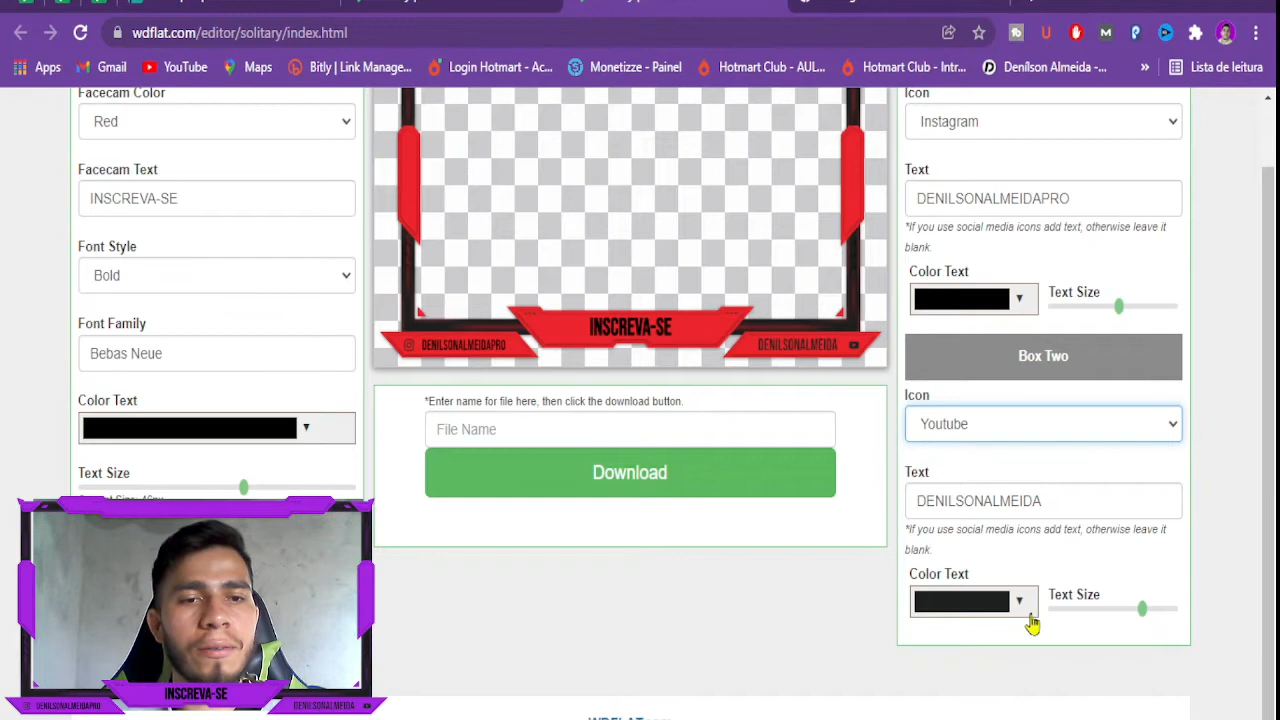 wdflat.com/editor/solitary/index.html
Apps Gmail YouTube Maps Bitly | Link Manage... Login Hotmart - Ac... Monetizze - Painel Hotmart Club - AUL... Hotmart Club - Intr... Denílson Almeida -... » Lista de leitura
Facecam Color
Red
Facecam Text
INSCREVA-SE
Font Style
Bold
Font Family
Bebas Neue
Color Text
Text Size
INSCREVA-SE
DENILSONALMEIDAPRO
DENILSONALMEIDA
*Enter name for file here, then click the download button.
File Name
Download
Icon
Instagram
Text
DENILSONALMEIDAPRO
*If you use social media icons add text, otherwise leave it
blank.
Color Text
Text Size
Box Two
Icon
Youtube
Text
DENILSONALMEIDA
*If you use social media icons add text, otherwise leave it
blank.
Color Text
Text Size
INSCREVA-SE
DENILSONALMEIDAPRO
DENILSONALMEIDA